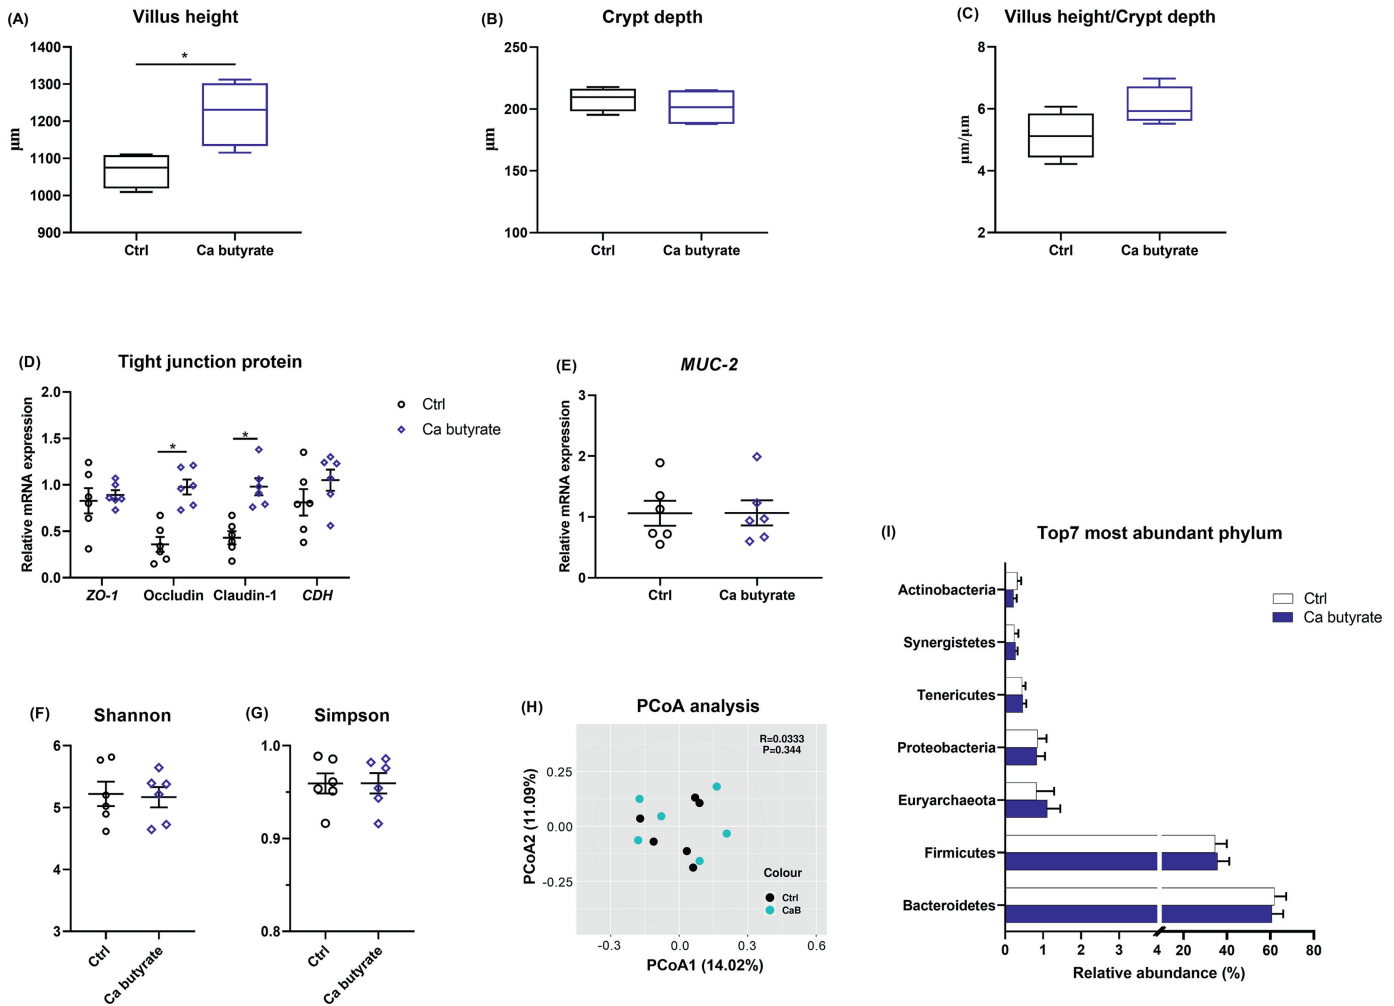 (A)
Villus height
1400
1300
1200
1100
1000
900
μm
*
Ctrl
Ca butyrate
(B)
Crypt depth
250
200
150
100
μm
Ctrl
Ca butyrate
(C)
Villus height/Crypt depth
8
6
4
2
μm/μm
Ctrl
Ca butyrate
(D)
Tight junction protein
Relative mRNA expression
2.0
1.5
1.0
0.5
0.0
*
*
ZO-1
Occludin
Claudin-1
CDH
Ctrl
Ca butyrate
(E)
MUC-2
Relative mRNA expression
3
2
1
0
Ctrl
Ca butyrate
(F)
Shannon
6
5
4
3
Ctrl
Ca butyrate
(G)
Simpson
1.0
0.9
0.8
Ctrl
Ca butyrate
(H)
PCoA analysis
R=0.0333
P=0.344
PCoA2 (11.09%)
0.25
0.00
-0.25
Colour
Ctrl
CaB
-0.3
0.0
0.3
0.6
PCoA1 (14.02%)
(I)
Top7 most abundant phylum
Actinobacteria
Synergistetes
Tenericutes
Proteobacteria
Euryarchaeota
Firmicutes
Bacteroidetes
Ctrl
Ca butyrate
0
1
2
3
4
20
40
60
80
Relative abundance (%)